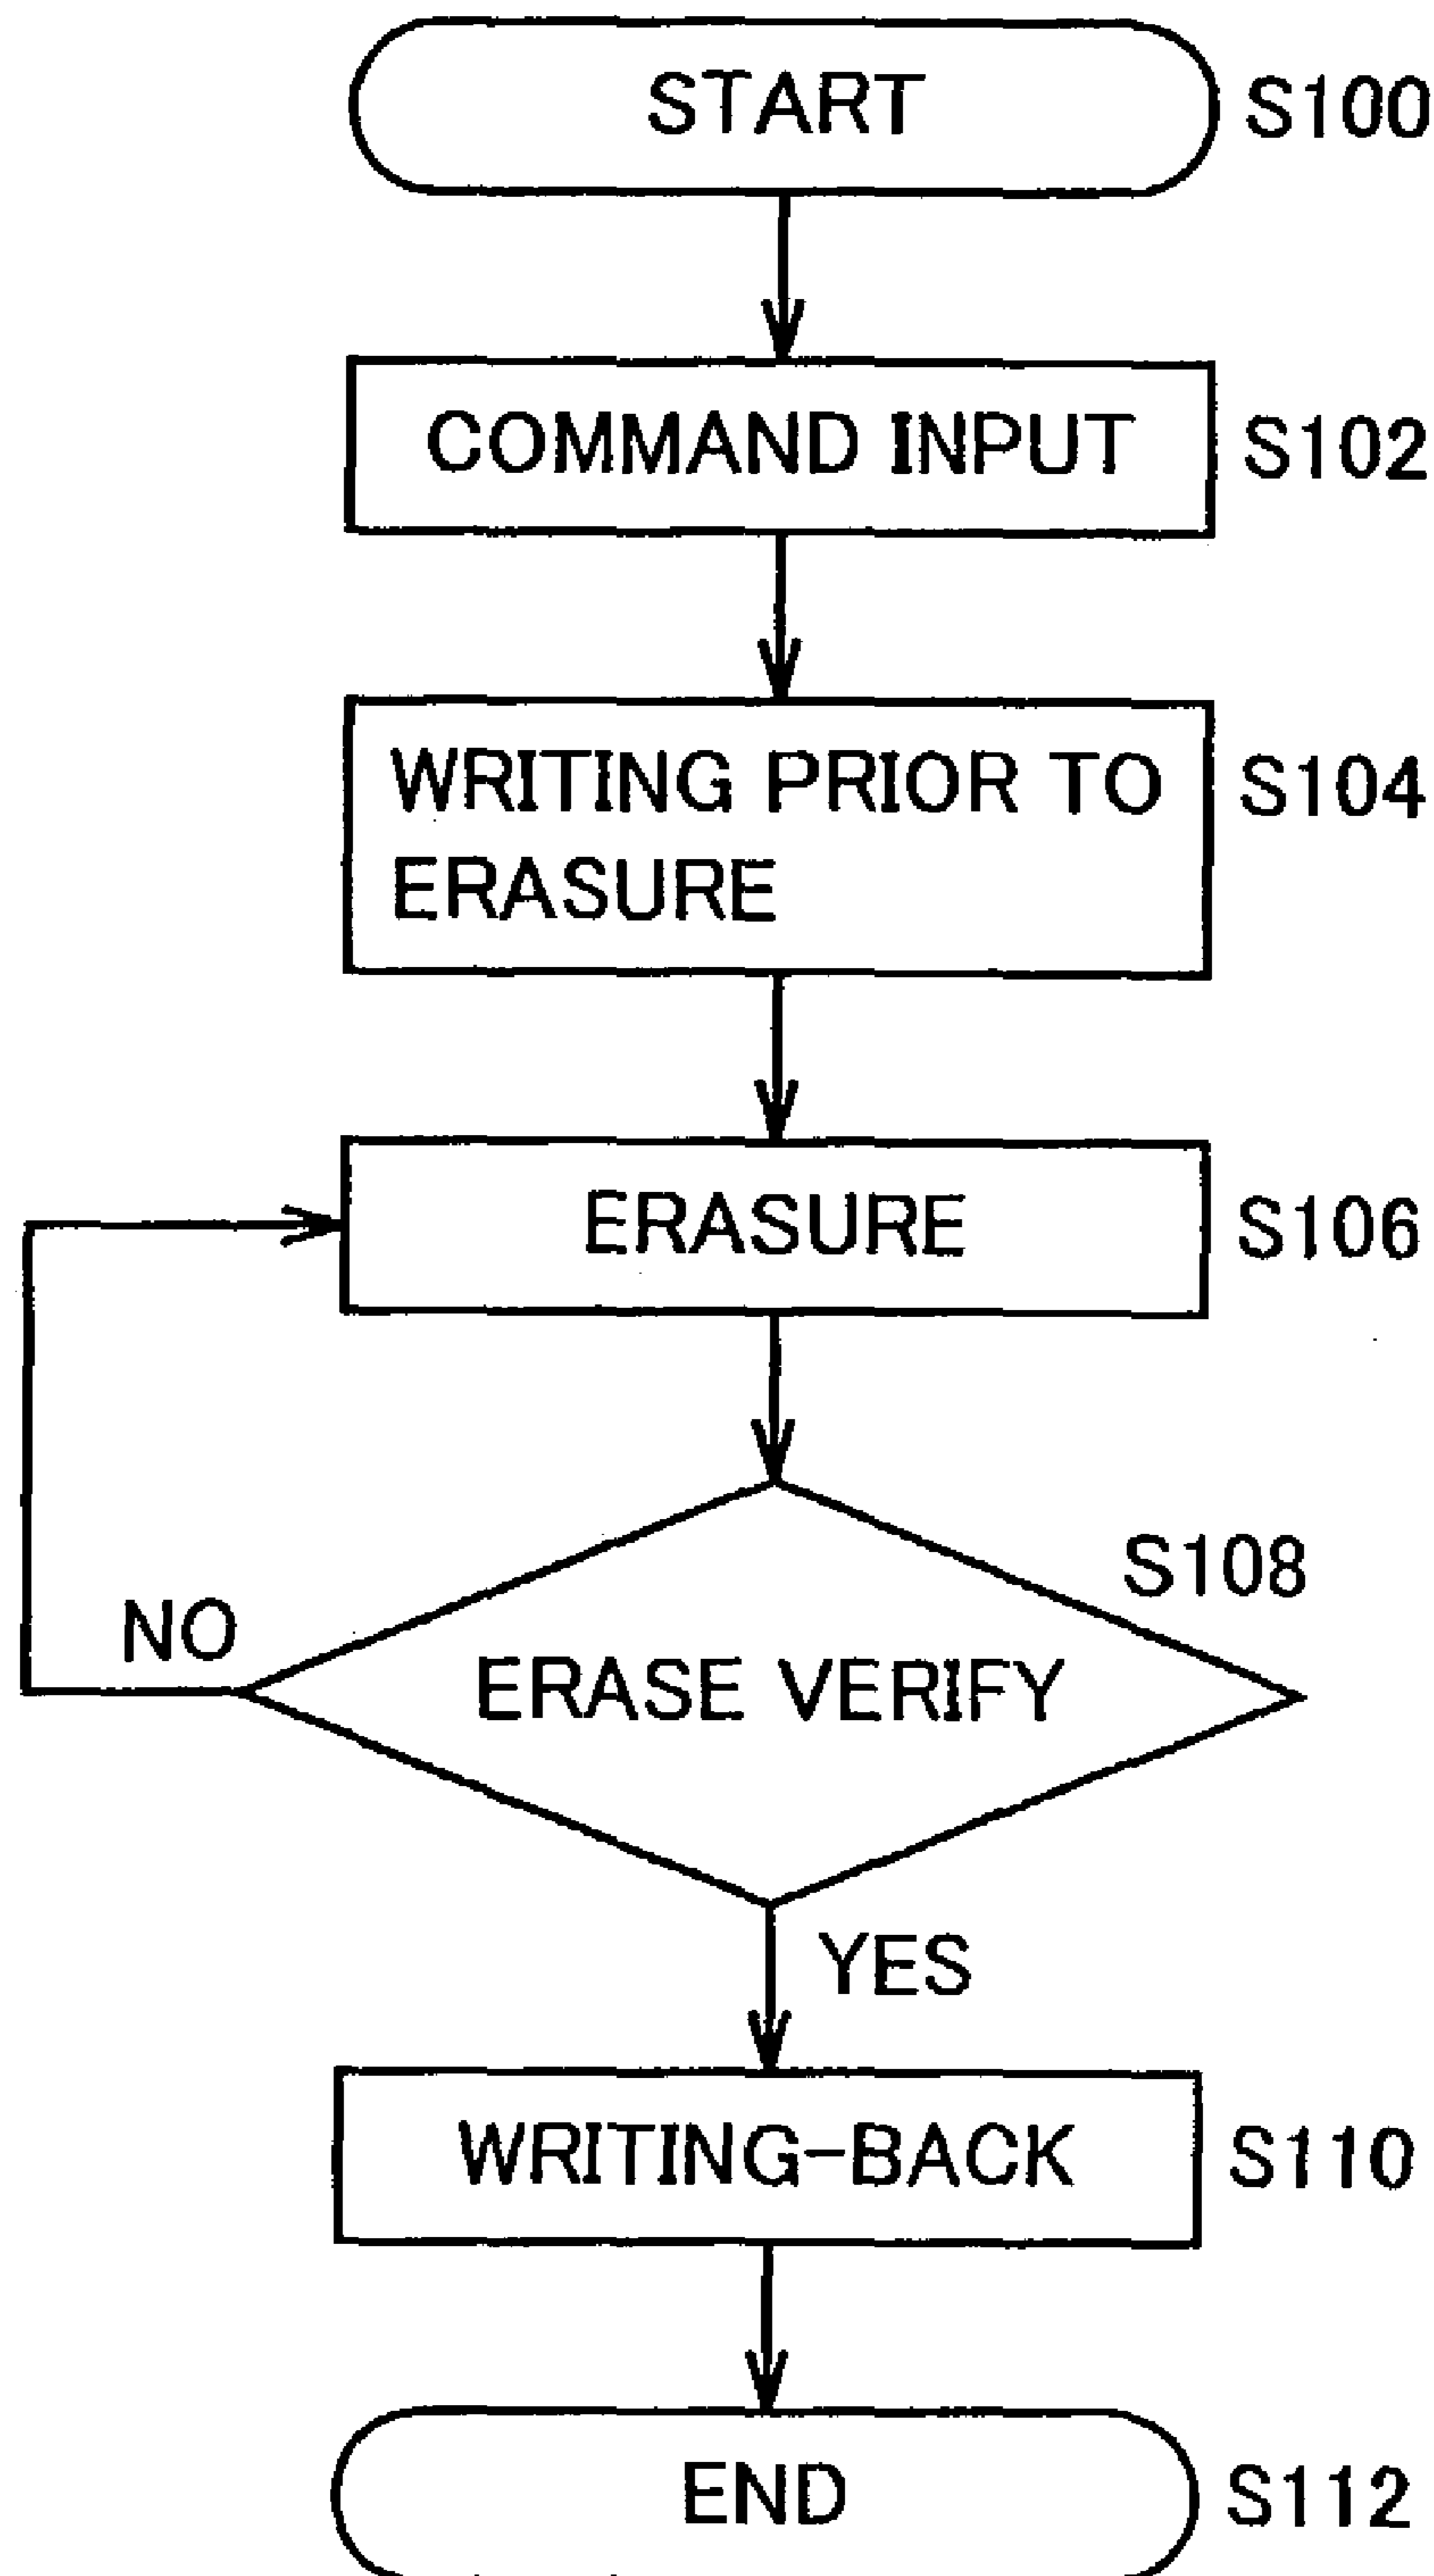 START S100
COMMAND INPUT S102
WRITING PRIOR TO S104
ERASURE
ERASURE S106
S108
NO
ERASE VERIFY
YES
WRITING-BACK S110
END S112